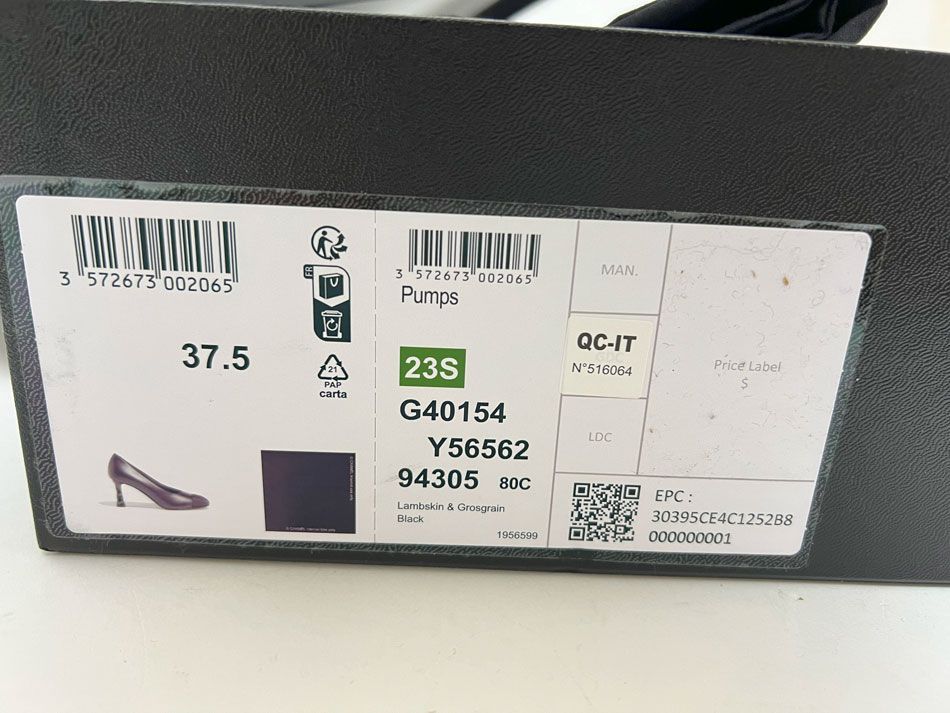 3 572673 002065
FR
21
PAP
carta
37.5
3 572673 002065
Pumps
23S
G40154
Y56562
94305 80C
Lambskin & Grosgrain
Black
1956599
MAN.
QC-IT
N°516064
LDC
Price Label
$
EPC :
30395CE4C1252B8
000000001